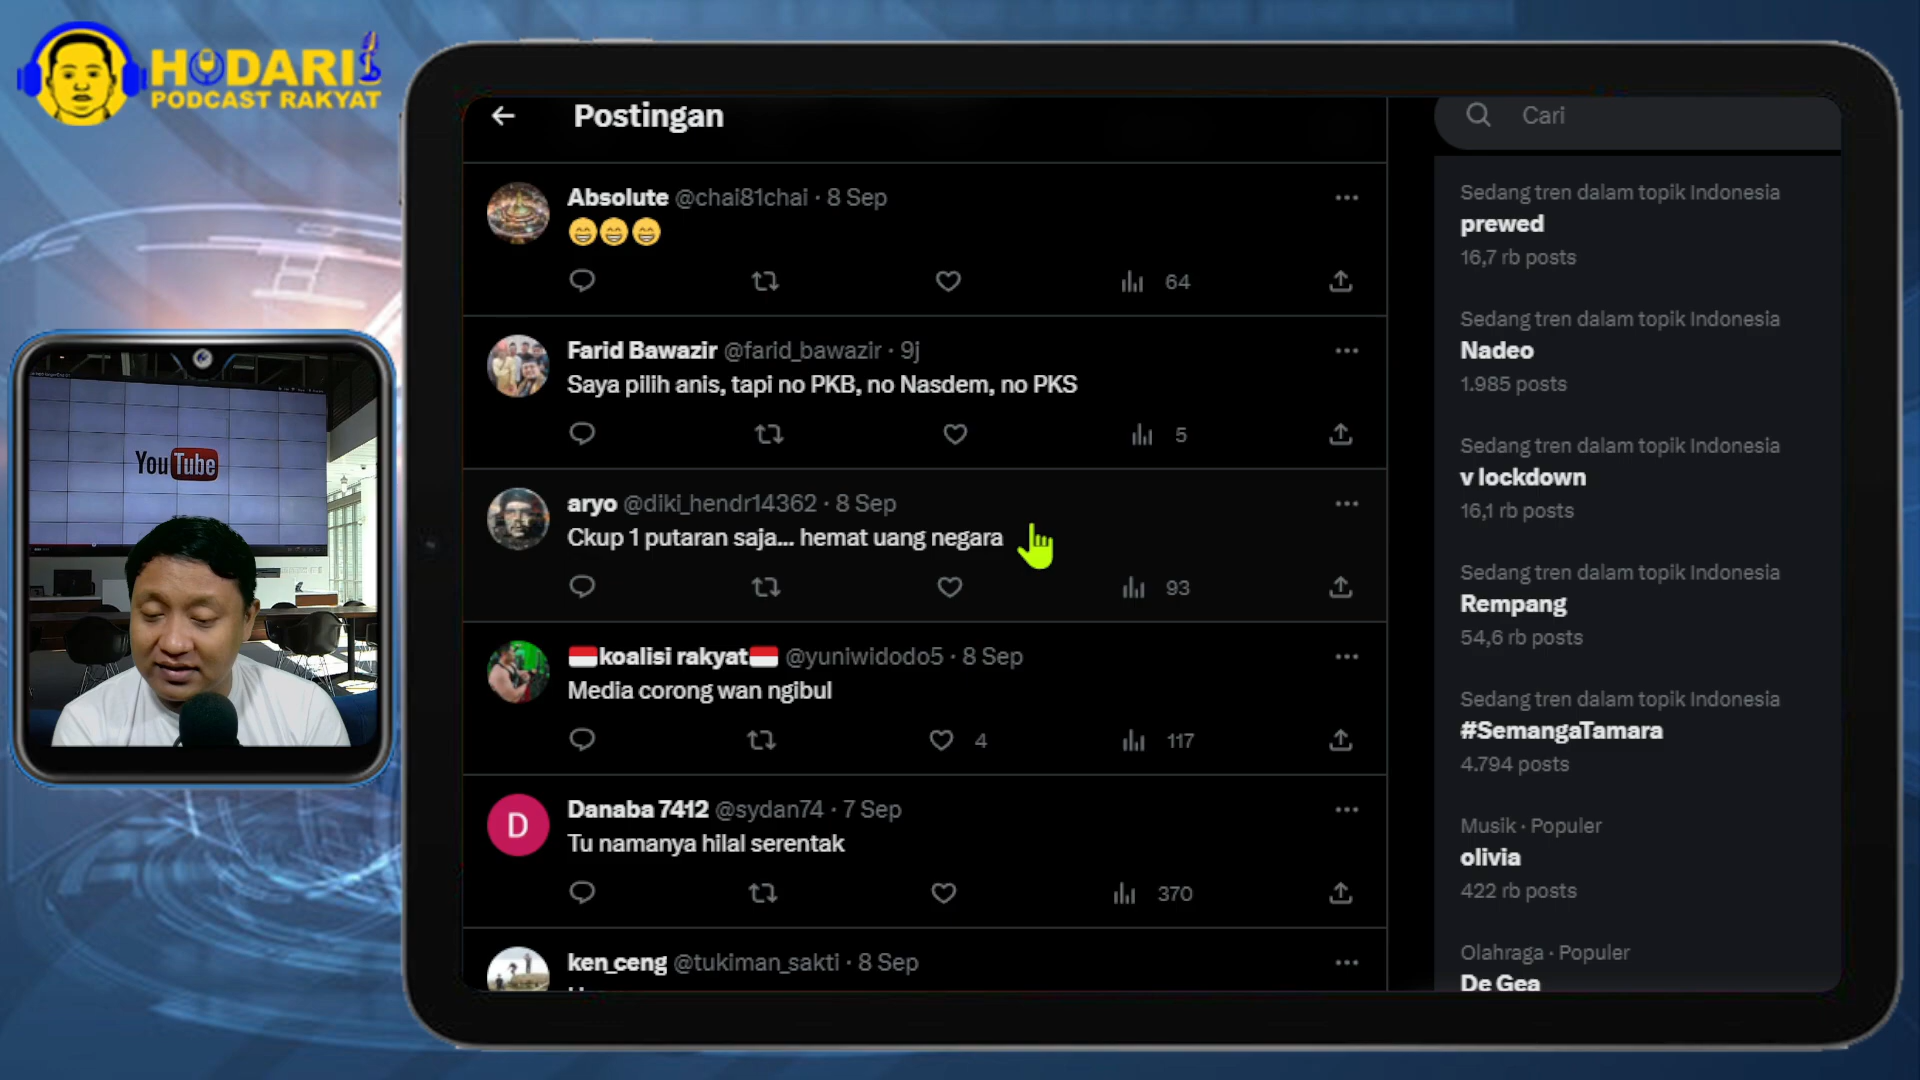 HODARI
PODCAST RAKYAT
YouTube
Postingan
Absolute @chai81chai · 8 Sep
😁😁😁
64
Farid Bawazir @farid_bawazir · 9j
Saya pilih anis, tapi no PKB, no Nasdem, no PKS
5
aryo @diki_hendr14362 · 8 Sep
Ckup 1 putaran saja... hemat uang negara
93
🇮🇩koalisi rakyat🇮🇩 @yuniwidodo5 · 8 Sep
Media corong wan ngibul
4 117
D
Danaba 7412 @sydan74 · 7 Sep
Tu namanya hilal serentak
370
ken_ceng @tukiman_sakti · 8 Sep
Cari
Sedang tren dalam topik Indonesia
prewed
16,7 rb posts
Sedang tren dalam topik Indonesia
Nadeo
1.985 posts
Sedang tren dalam topik Indonesia
v lockdown
16,1 rb posts
Sedang tren dalam topik Indonesia
Rempang
54,6 rb posts
Sedang tren dalam topik Indonesia
#SemangaTamara
4.794 posts
Musik · Populer
olivia
422 rb posts
Olahraga · Populer
De Gea